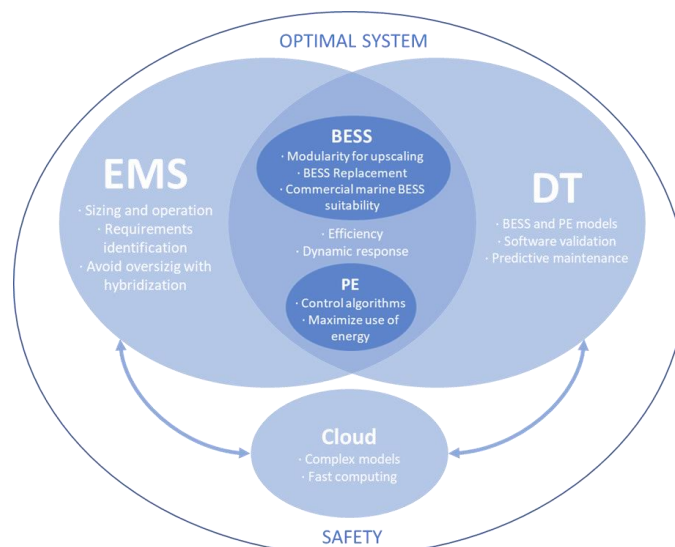 OPTIMAL SYSTEM
EMS
· Sizing and operation
· Requirements
identification
· Avoid oversizig with
hybridization
BESS
· Modularity for upscaling
· BESS Replacement
· Commercial marine BESS
suitability
· Efficiency
· Dynamic response
PE
· Control algorithms
· Maximize use of
energy
DT
· BESS and PE models
· Software validation
· Predictive maintenance
Cloud
· Complex models
· Fast computing
SAFETY